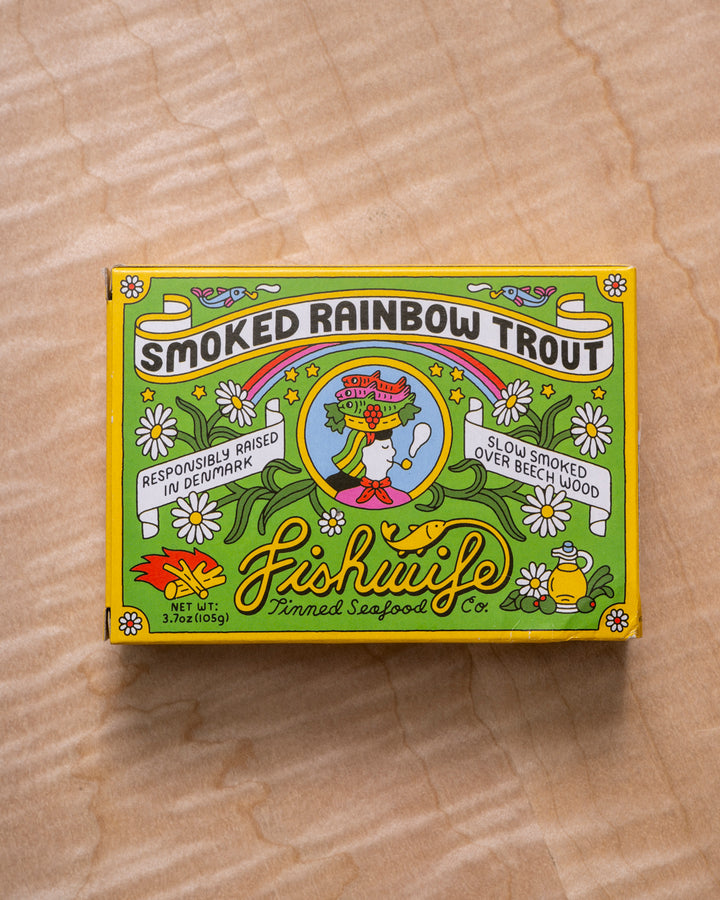 SMOKED RAINBOW TROUT
RESPONSIBLY RAISED
IN DENMARK
SLOW SMOKED
OVER BEECH WOOD
Fishwife
Tinned Seafood Co.
NET WT:
3.7oz (105g)